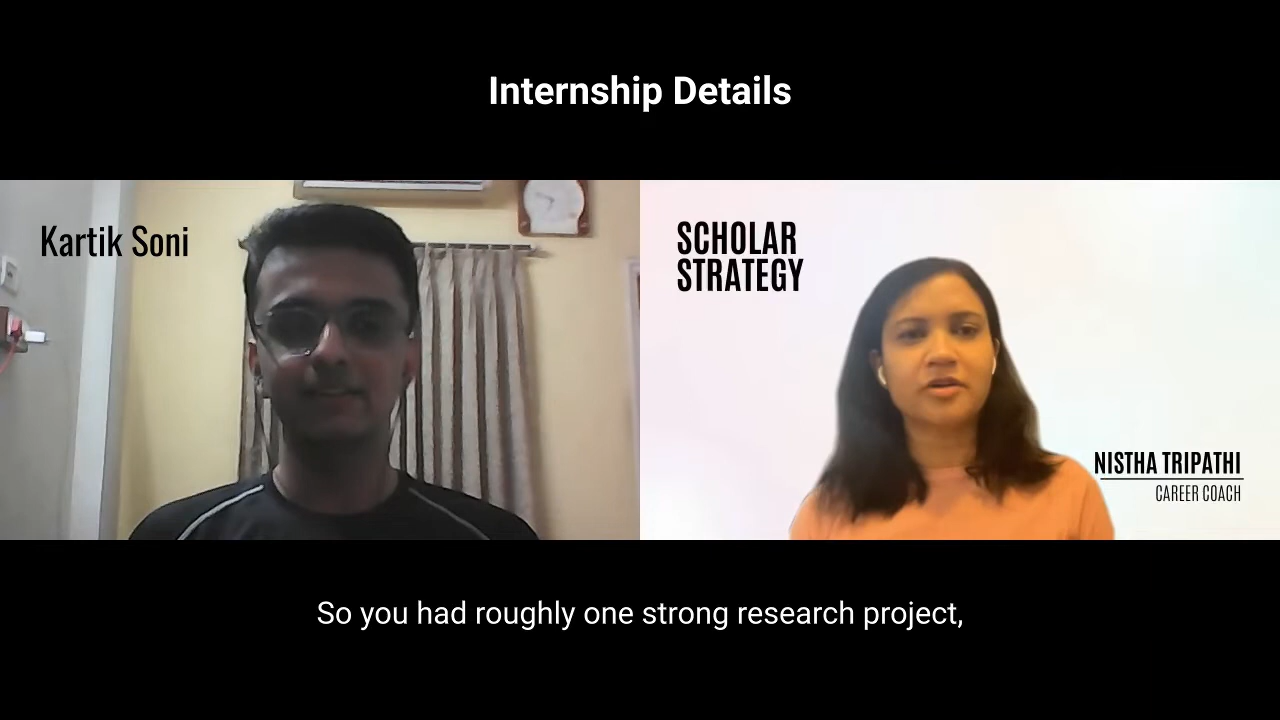 Internship Details
Kartik Soni
SCHOLAR
STRATEGY
NISTHA TRIPATHI
CAREER COACH
So you had roughly one strong research project,